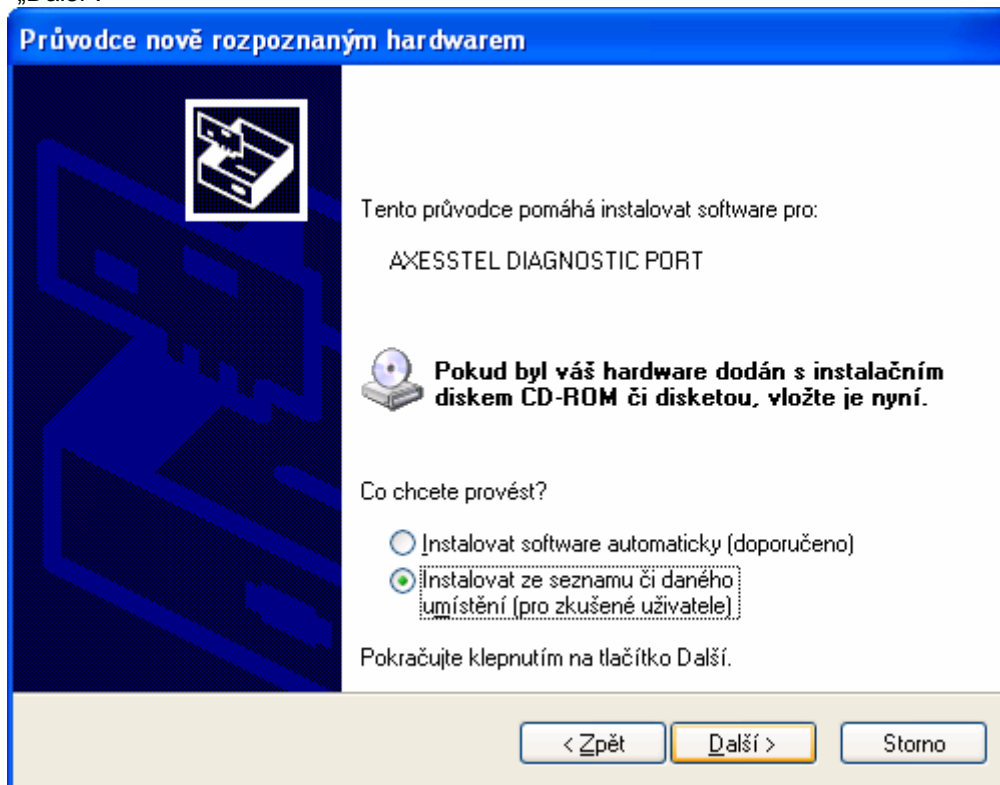 „Další“.
Průvodce nově rozpoznaným hardwarem
Tento průvodce pomáhá instalovat software pro:
AXESSTEL DIAGNOSTIC PORT
Pokud byl váš hardware dodán s instalačním
diskem CD-ROM či disketou, vložte je nyní.
Co chcete provést?
Instalovat software automaticky (doporučeno)
Instalovat ze seznamu či daného
umístění (pro zkušené uživatele)
Pokračujte klepnutím na tlačítko Další.
< Zpět
Další >
Storno